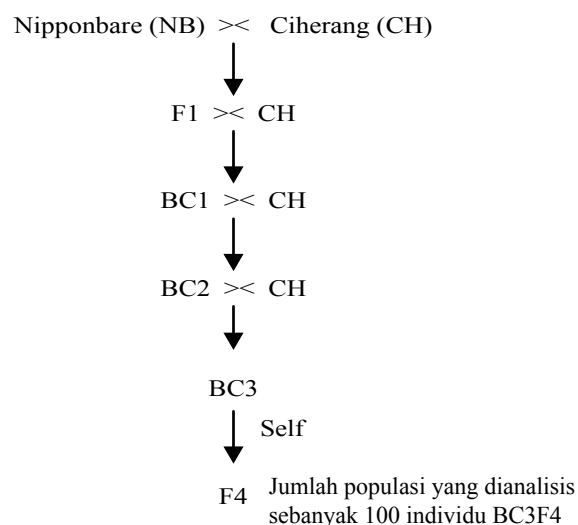 Nipponbare (NB) >< Ciherang (CH)
F1 >< CH
BC1 >< CH
BC2 >< CH
BC3
Self
F4 Jumlah populasi yang dianalisis
sebanyak 100 individu BC3F4